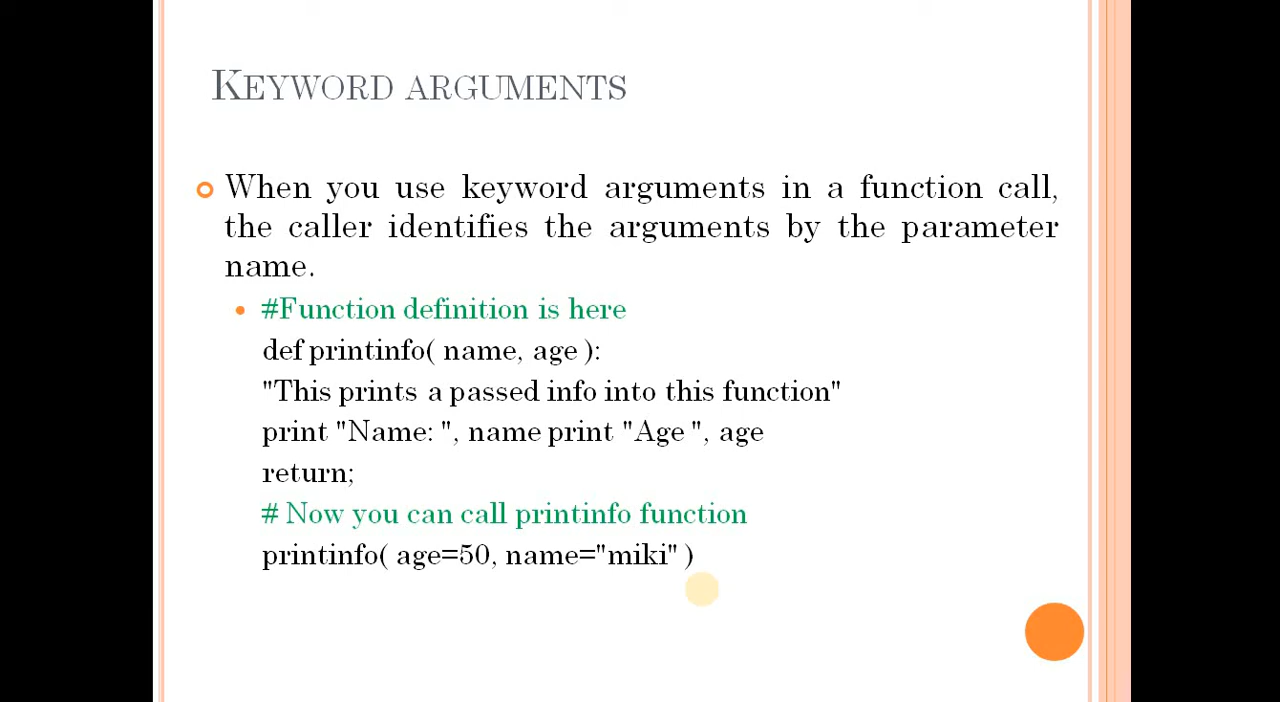 KEYWORD ARGUMENTS
When you use keyword arguments in a function call,
the caller identifies the arguments by the parameter
name.
#Function definition is here
def printinfo( name, age ):
"This prints a passed info into this function"
print "Name: ", name print "Age ", age
return;
# Now you can call printinfo function
printinfo( age=50, name="miki" )